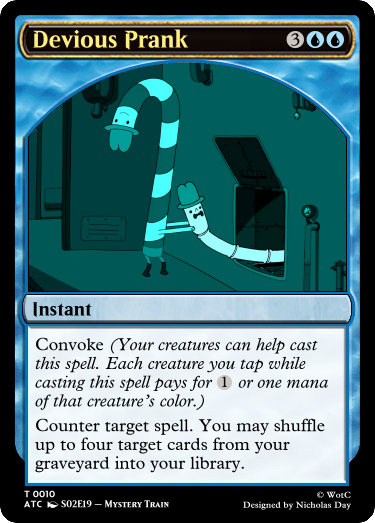 Devious Prank 3
Instant
Convoke (Your creatures can help cast
this spell. Each creature you tap while
casting this spell pays for 1 or one mana
of that creature's color.)
Counter target spell. You may shuffle
up to four target cards from your
graveyard into your library.
T 0010 © WotC
ATC S02E19 – Mystery Train Designed by Nicholas Day